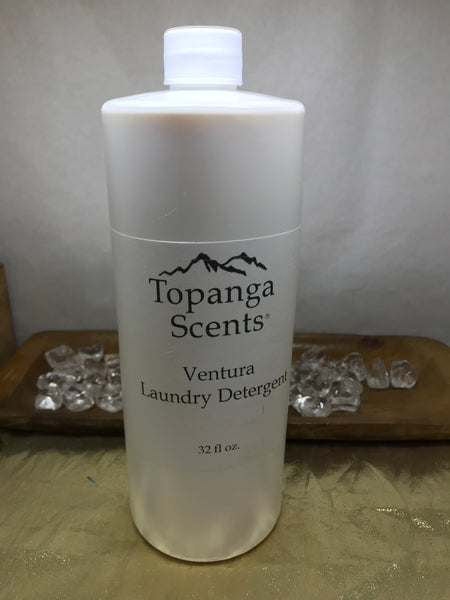 Topanga
Scents®
Ventura
Laundry Detergent
32 fl oz.